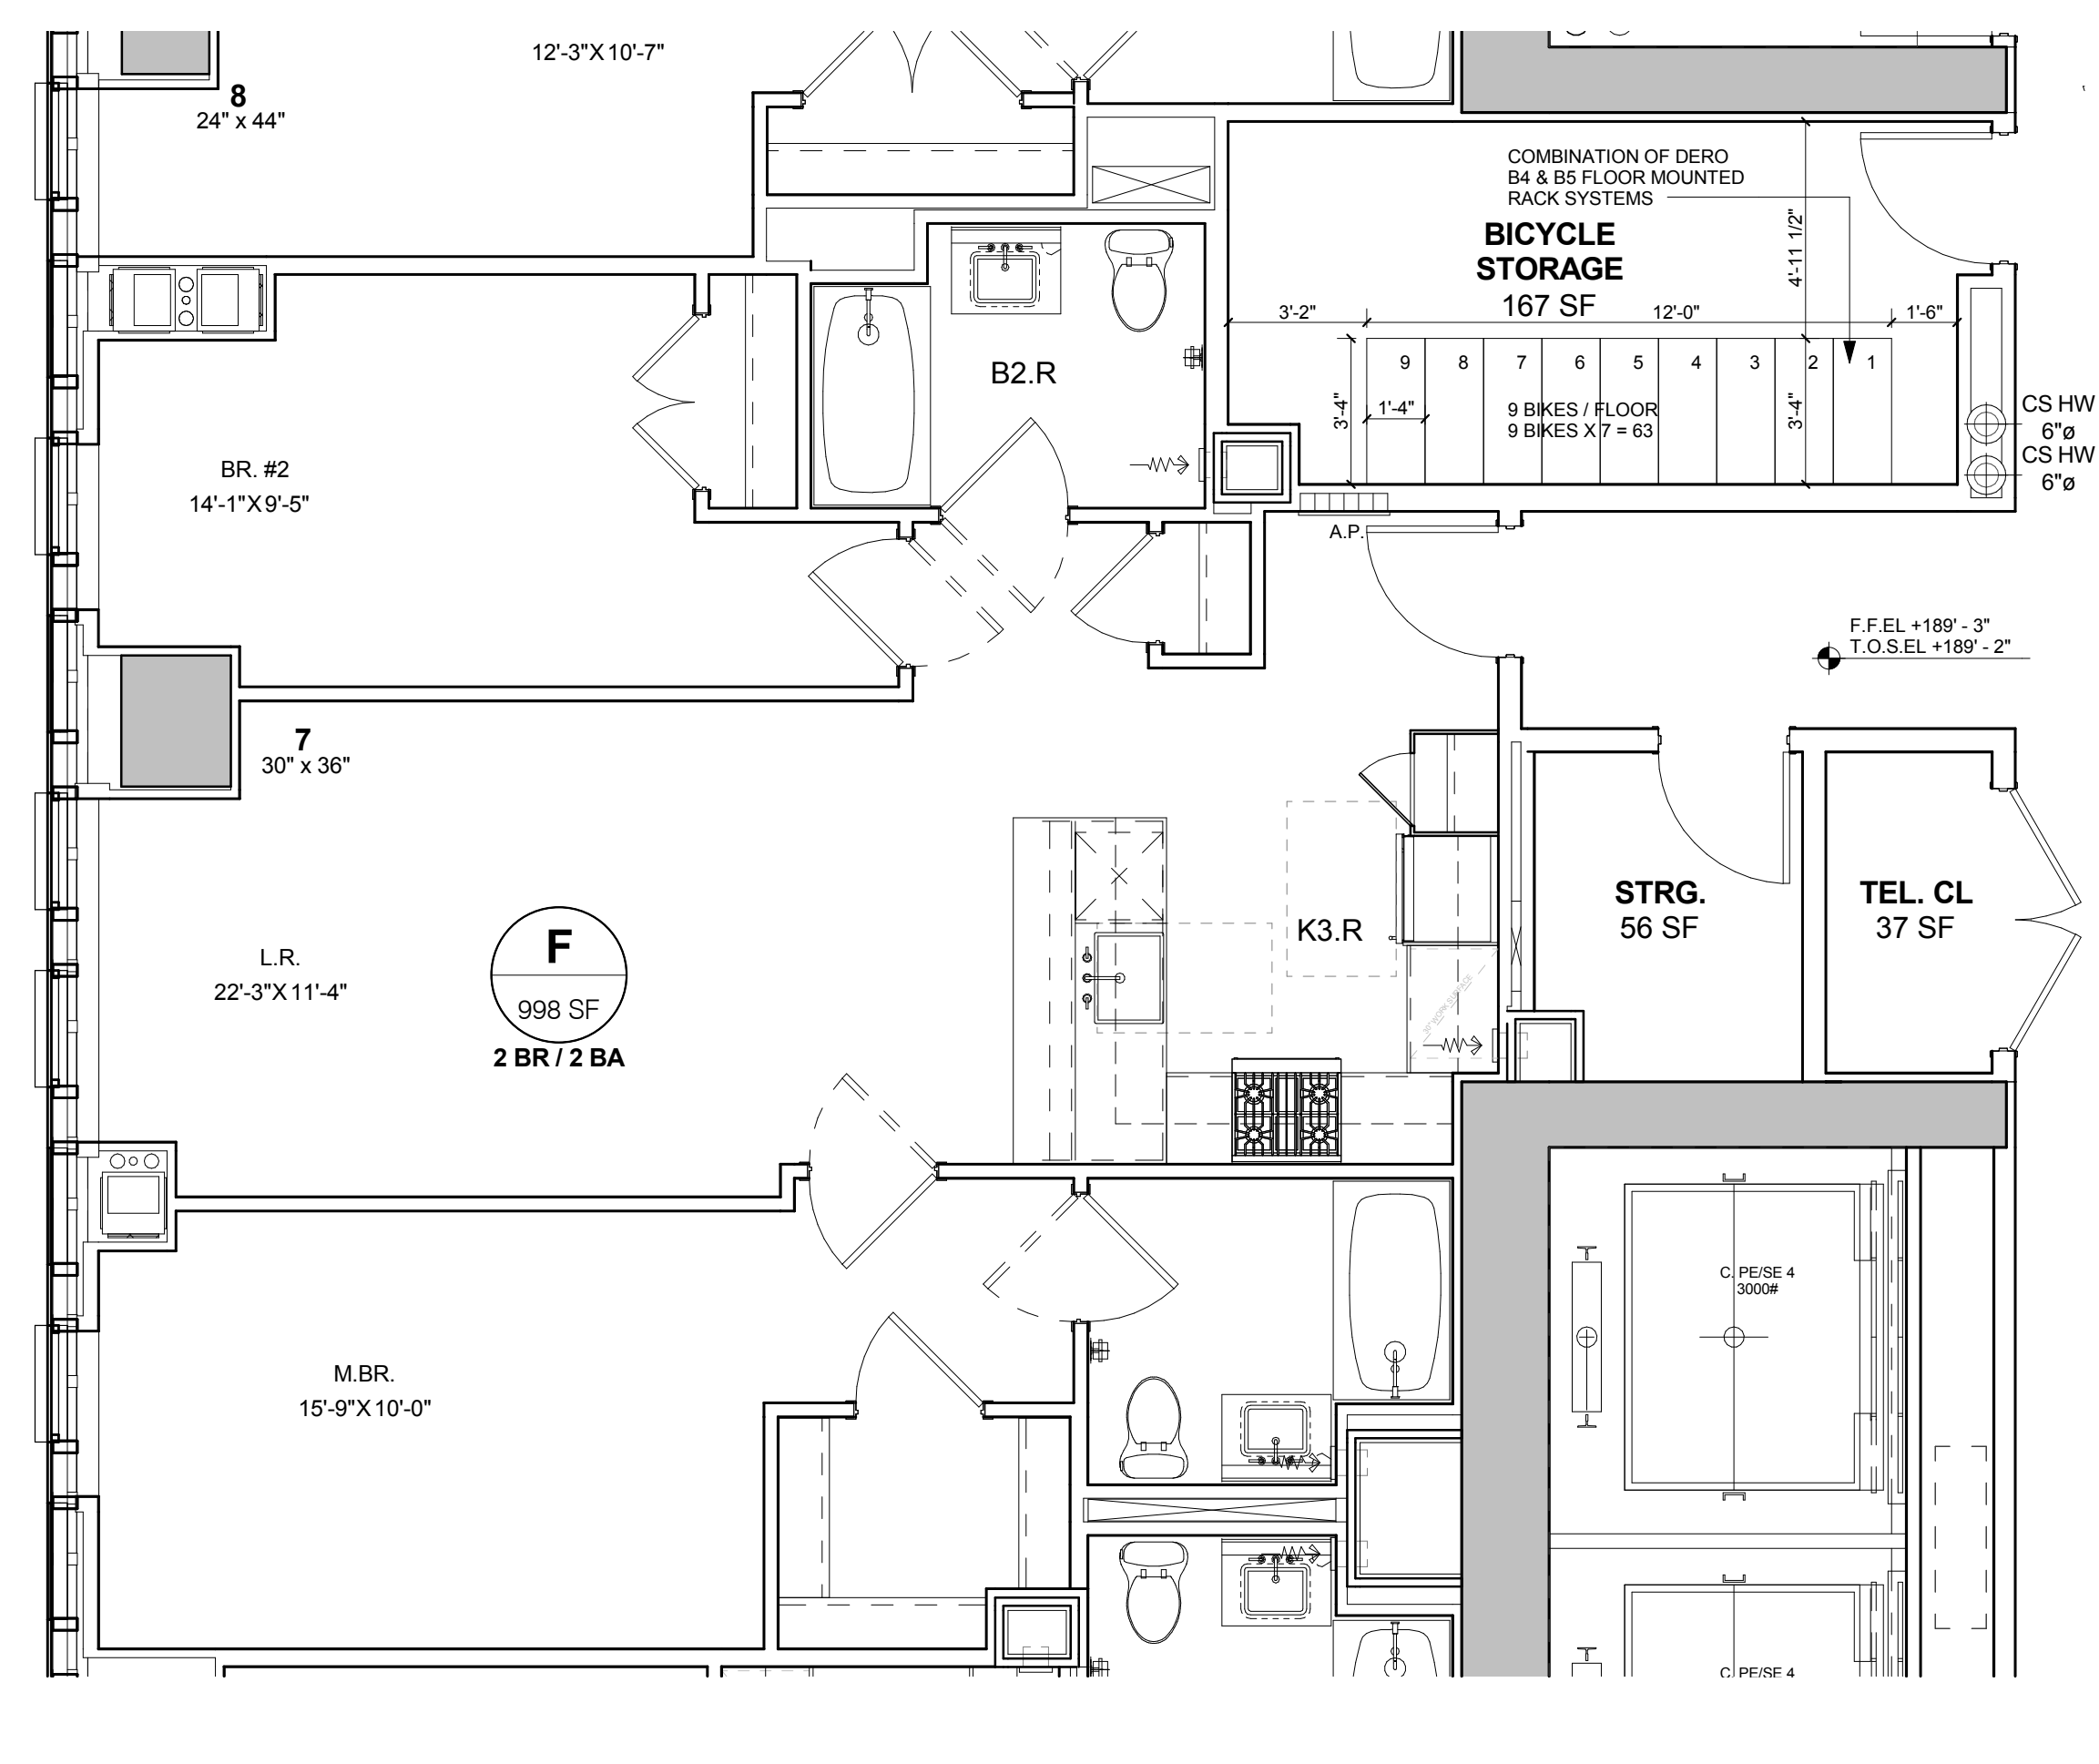 12'-3"X10'-7"
8
24" x 44"
COMBINATION OF DERO
B4 & B5 FLOOR MOUNTED
RACK SYSTEMS
BICYCLE
STORAGE
167 SF
4'-11 1/2"
3'-2"
12'-0"
1'-6"
9 8 7 6 5 4 3 2 1
3'-4"
1'-4"
3'-4"
9 BIKES / FLOOR
9 BIKES X 7 = 63
CS HW
6"ø
CS HW
6"ø
B2.R
BR. #2
14'-1"X9'-5"
A.P.
F.F.EL +189' - 3"
T.O.S.EL +189' - 2"
7
30" x 36"
STRG.
56 SF
TEL. CL
37 SF
K3.R
L.R.
22'-3"X11'-4"
F
998 SF
2 BR / 2 BA
30" WORK SURFACE
C. PE/SE 4
3000#
M.BR.
15'-9"X10'-0"
C. PE/SE 4